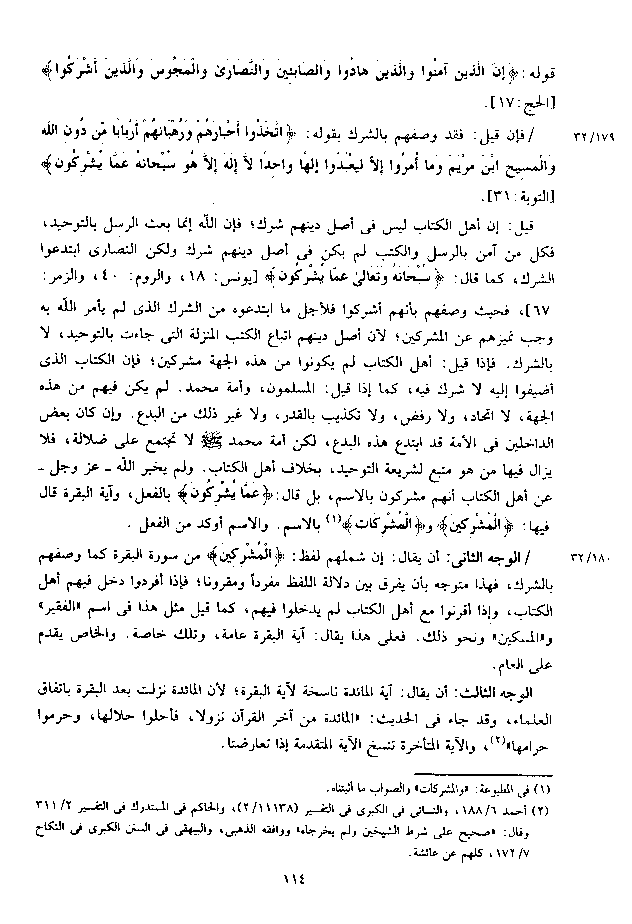 قوله : ﴿ إِنَّ الَّذِينَ آمَنُوا وَالَّذِينَ هَادُوا وَالصَّابِئِينَ وَالنَّصَارَىٰ وَالْمَجُوسَ وَالَّذِينَ أَشْرَكُوا ﴾
[الحج: ١٧].
٣٢/١٧٩ / فإن قيل: فقد وصفهم بالشرك بقوله: ﴿ اتَّخَذُوا أَحْبَارَهُمْ وَرُهْبَانَهُمْ أَرْبَابًا مِّن دُونِ اللَّه
وَالْمَسِيحَ ابْنَ مَرْيَمَ وَمَا أُمِرُوا إِلاَّ لِيَعْبُدُوا إِلَهًا وَاحِدًا لاَّ إِلَهَ إِلاَّ هُوَ سُبْحَانَهُ عَمَّا يُشْرِكُونَ ﴾
[التوبة: ٣١].
قيل: إن أهل الكتاب ليس فى أصل دينهم شرك؛ فإن الله إنما بعث الرسل بالتوحيد،
فكل من آمن بالرسل والكتب لم يكن فى أصل دينهم شرك ولكن النصارى ابتدعوا
الشرك، كما قال: ﴿ سُبْحَانَهُ وَتَعَالَىٰ عَمَّا يُشْرِكُونَ ﴾ [يونس: ١٨، والروم: ٤٠، والزمر:
٦٧]، فحيث وصفهم بأنهم أشركوا فلأجل ما ابتدعوه من الشرك الذى لم يأمر الله به
وجب تميزهم عن المشركين؛ لأن أصل دينهم اتباع الكتب المنزلة التى جاءت بالتوحيد، لا
بالشرك. فإذا قيل: أهل الكتاب لم يكونوا من هذه الجهة مشركين؛ فإن الكتاب الذى
أضيفوا إليه لا شرك فيه، كما إذا قيل: المسلمون، وأمة محمد. لم يكن فيهم من هذه
الجهة، لا اتحاد، ولا رفض، ولا تكذيب بالقدر، ولا غير ذلك من البدع. وإن كان بعض
الداخلين فى الأمة قد ابتدع هذه البدع، لكن أمة محمد ﷺ لا تجتمع على ضلالة، فلا
يزال فيها من هو متبع لشريعة التوحيد، بخلاف أهل الكتاب. ولم يخبر الله ـ عز وجل ـ
عن أهل الكتاب أنهم مشركون بالاسم، بل قال: ﴿ عَمَّا يُشْرِكُونَ ﴾ بالفعل، وآية البقرة قال
فيها: ﴿ الْمُشْرِكِينَ ﴾ و﴿ الْمُشْرِكَات ﴾(١) بالاسم. والاسم أوكد من الفعل .
٣٢/١٨٠ / الوجه الثانى: أن يقال: إن شملهم لفظ: ﴿ الْمُشْرِكِينَ ﴾ من سورة البقرة كما وصفهم
بالشرك، فهذا متوجه بأن يفرق بين دلالة اللفظ مفرداً ومقرونا؛ فإذا أفردوا دخل فيهم أهل
الكتاب، وإذا أقرنوا مع أهل الكتاب لم يدخلوا فيهم، كما قيل مثل هذا فى اسم «الفقير»
و«المسكين» ونحو ذلك. فعلى هذا يقال: آية البقرة عامة، وتلك خاصة. والخاص يقدم
على العام.
الوجه الثالث: أن يقال: آية المائدة ناسخة لآية البقرة؛ لأن المائدة نزلت بعد البقرة باتفاق
العلماء، وقد جاء فى الحديث: «المائدة من آخر القرآن نزولا، فأحلوا حلالها، وحرموا
حرامها»(٢)، والآية المتأخرة تنسخ الآية المتقدمة إذا تعارضتا.
(١) فى المطبوعة: «والمشركات» والصواب ما أثبتناه.
(٢) أحمد ٦/ ١٨٨، والنسائى فى الكبرى فى التفسير (١١١٣٨/ ٢)، والحاكم فى المستدرك فى التفسير ٢/ ٣١١
وقال: «صحيح على شرط الشيخين ولم يخرجاه» ووافقه الذهبى، والبيهقى فى السنن الكبرى فى النكاح
٧/ ١٧٢، كلهم عن عائشة.
١١٤